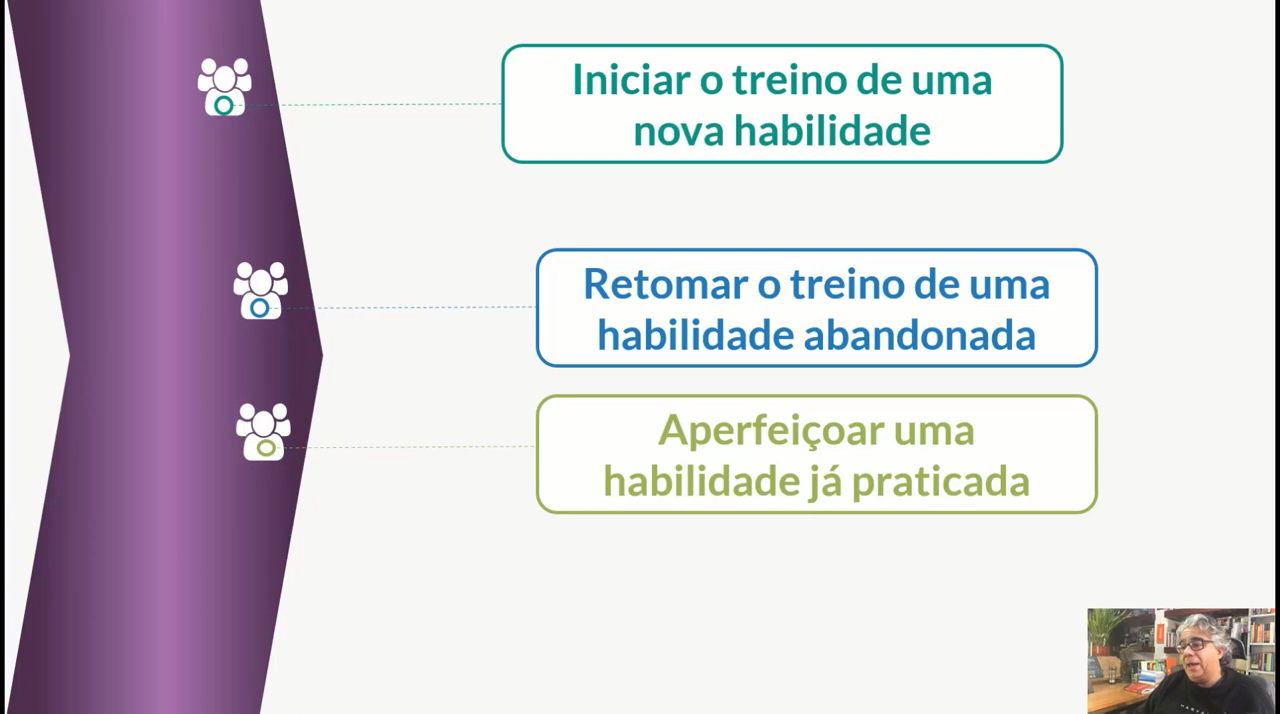 Iniciar o treino de uma
nova habilidade
Retomar o treino de uma
habilidade abandonada
Aperfeiçoar uma
habilidade já praticada